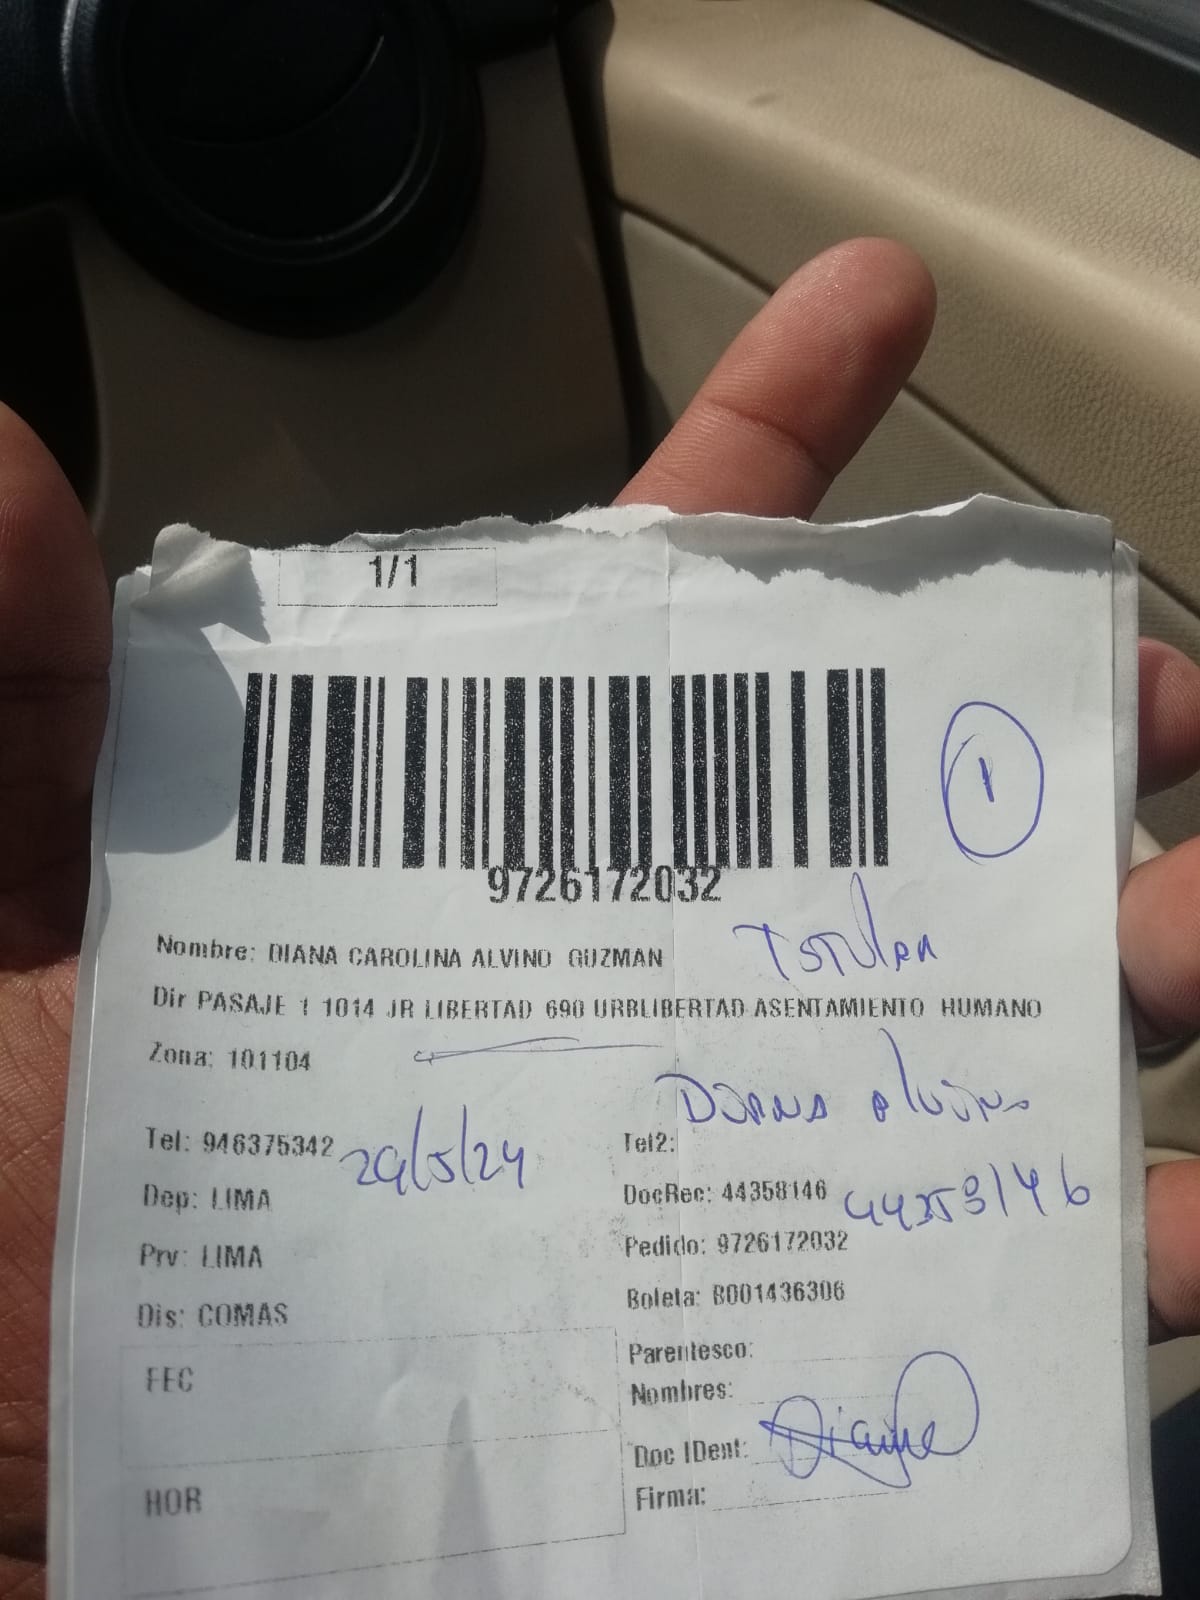 1/1
1
9726172032
Nombre: DIANA CAROLINA ALVINO GUZMAN
Dir PASAJE 1 1014 JR LIBERTAD 690 URBLIBERTAD ASENTAMIENTO HUMANO
Zona: 101104
Tel: 946375342 29/5/24
Tel2:
Dep: LIMA
DocRec: 44358146 44358146
Prv: LIMA
Pedido: 9726172032
Dis: COMAS
Boleta: B001436306
Parentesco:
FEC
Nombres:
Doc IDent:
HOR
Firma: